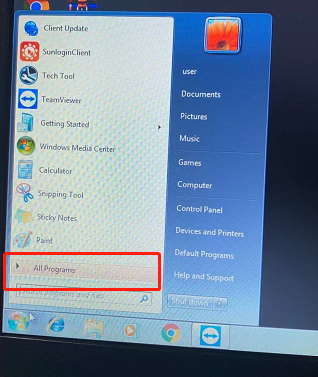 Client Update
SunloginClient
Tech Tool
TeamViewer
Getting Started
Windows Media Center
Calculator
Snipping Tool
Sticky Notes
Paint
All Programs
Search programs and files
user
Documents
Pictures
Music
Games
Computer
Control Panel
Devices and Printers
Default Programs
Help and Support
Shut down